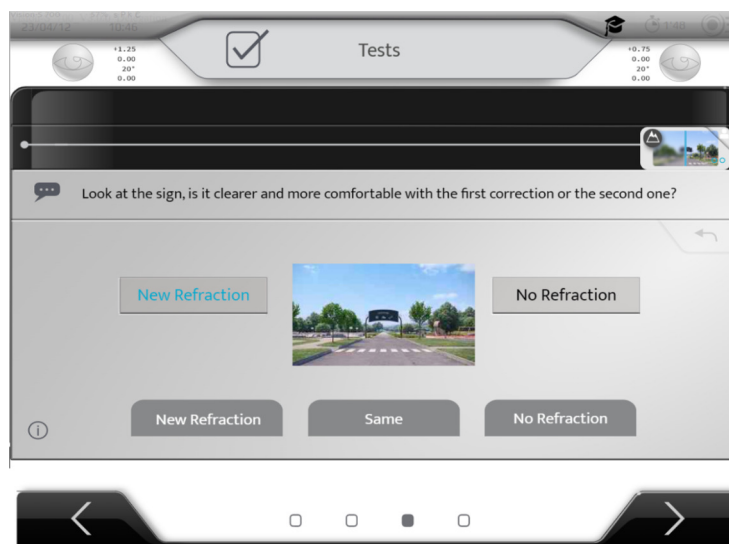 23/04/12 10:46
1:48
Tests
+1.25
0.00
20°
0.00
+0.75
0.00
20°
0.00
Look at the sign, is it clearer and more comfortable with the first correction or the second one?
New Refraction
No Refraction
New Refraction
Same
No Refraction